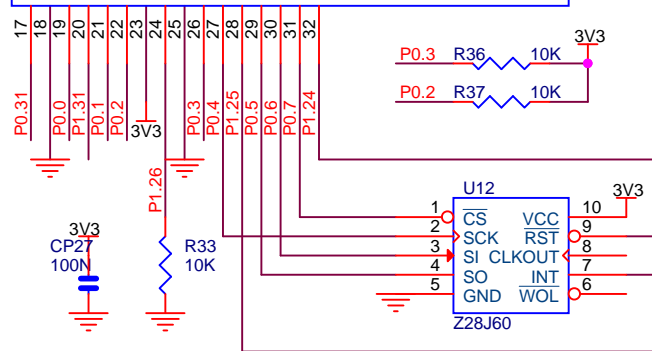 17 18 19 20 21 22 23 24 25 26 27 28 29 30 31 32
P0.31 P0.0 P1.31 P0.1 P0.2 3V3 P1.26 P0.3 P0.4 P1.25 P0.5 P0.6 P0.7 P1.24
P0.3 R36 10K 3V3
P0.2 R37 10K
3V3
CP27
100N
R33
10K
U12
3V3
1 CS VCC 10
2 SCK RST 9
3 SI CLKOUT 8
4 SO INT 7
5 GND WOL 6
Z28J60